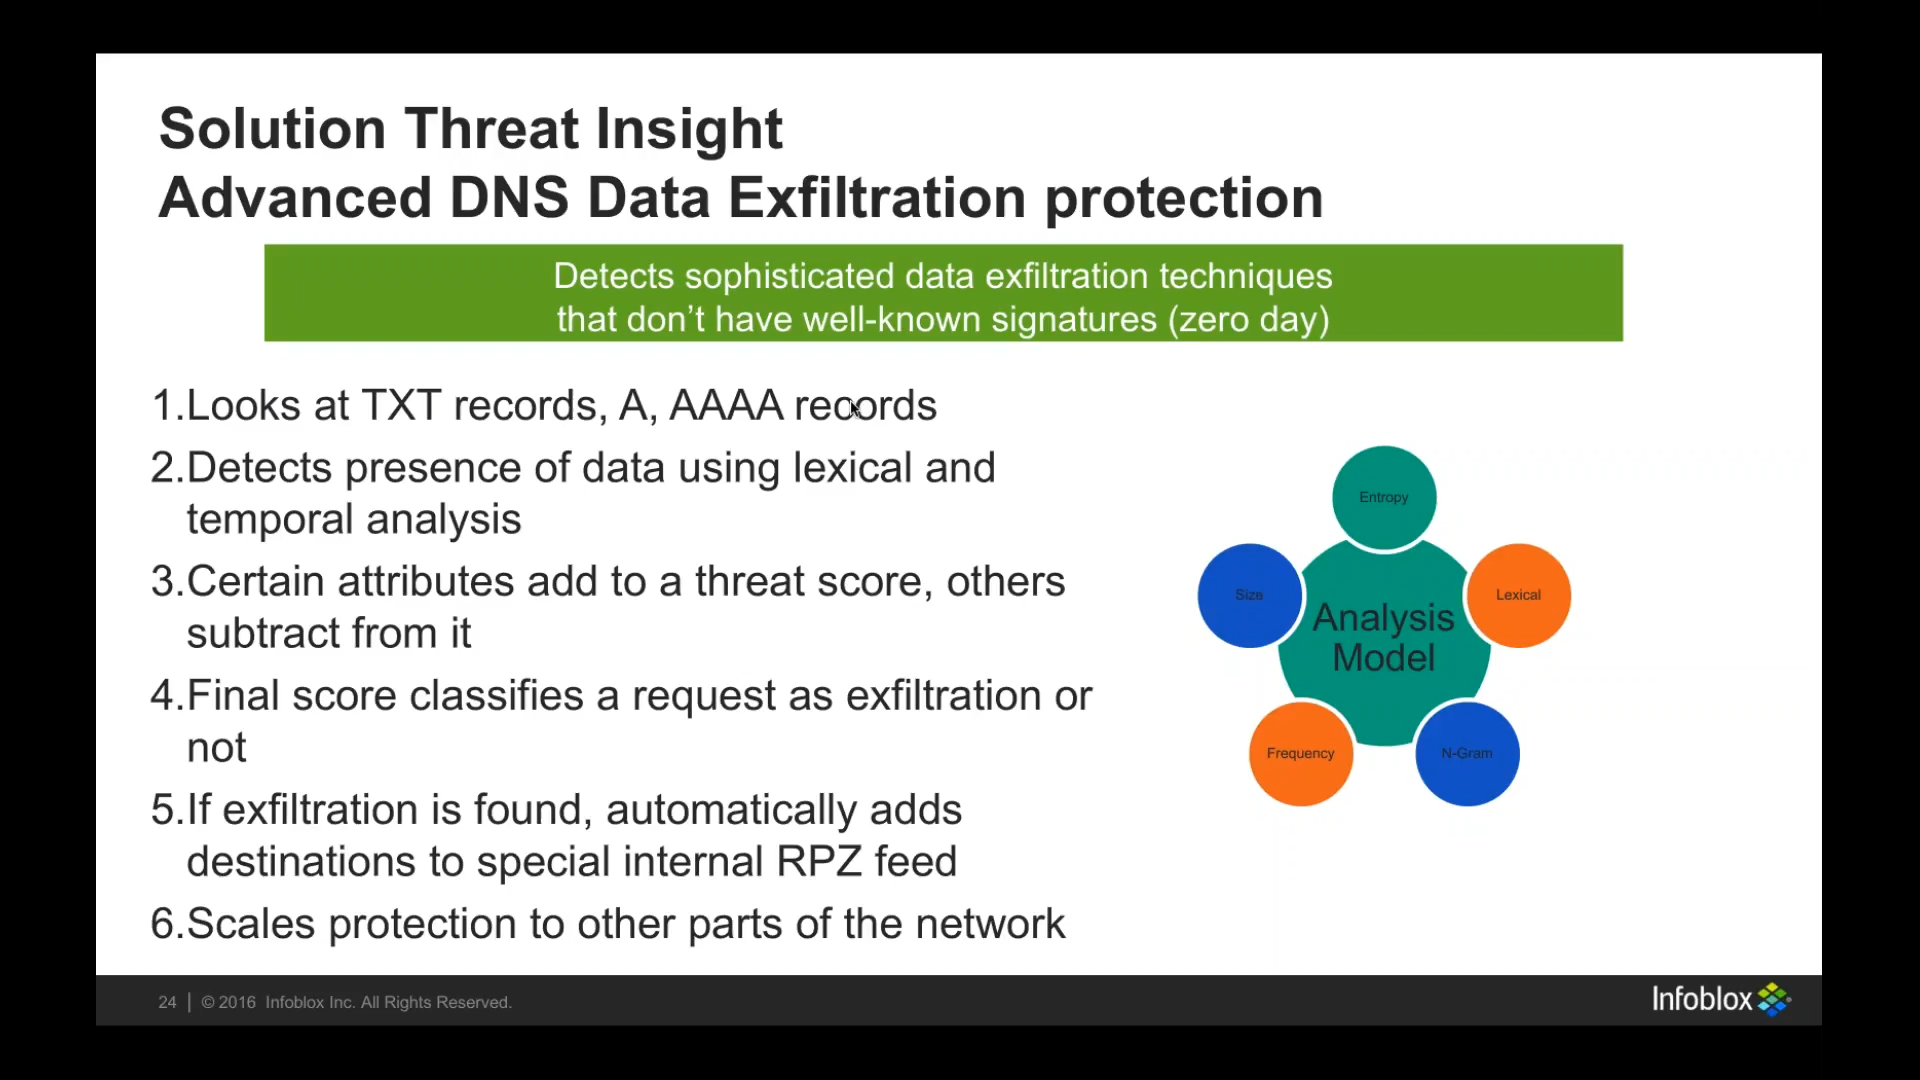 Solution Threat Insight
Advanced DNS Data Exfiltration protection
Detects sophisticated data exfiltration techniques
that don’t have well-known signatures (zero day)
1.Looks at TXT records, A, AAAA records
2.Detects presence of data using lexical and
temporal analysis
3.Certain attributes add to a threat score, others
subtract from it
4.Final score classifies a request as exfiltration or
not
5.If exfiltration is found, automatically adds
destinations to special internal RPZ feed
6.Scales protection to other parts of the network
Entropy
Size
Lexical
Analysis
Model
Frequency
N-Gram
24 | © 2016 Infoblox Inc. All Rights Reserved.
Infoblox